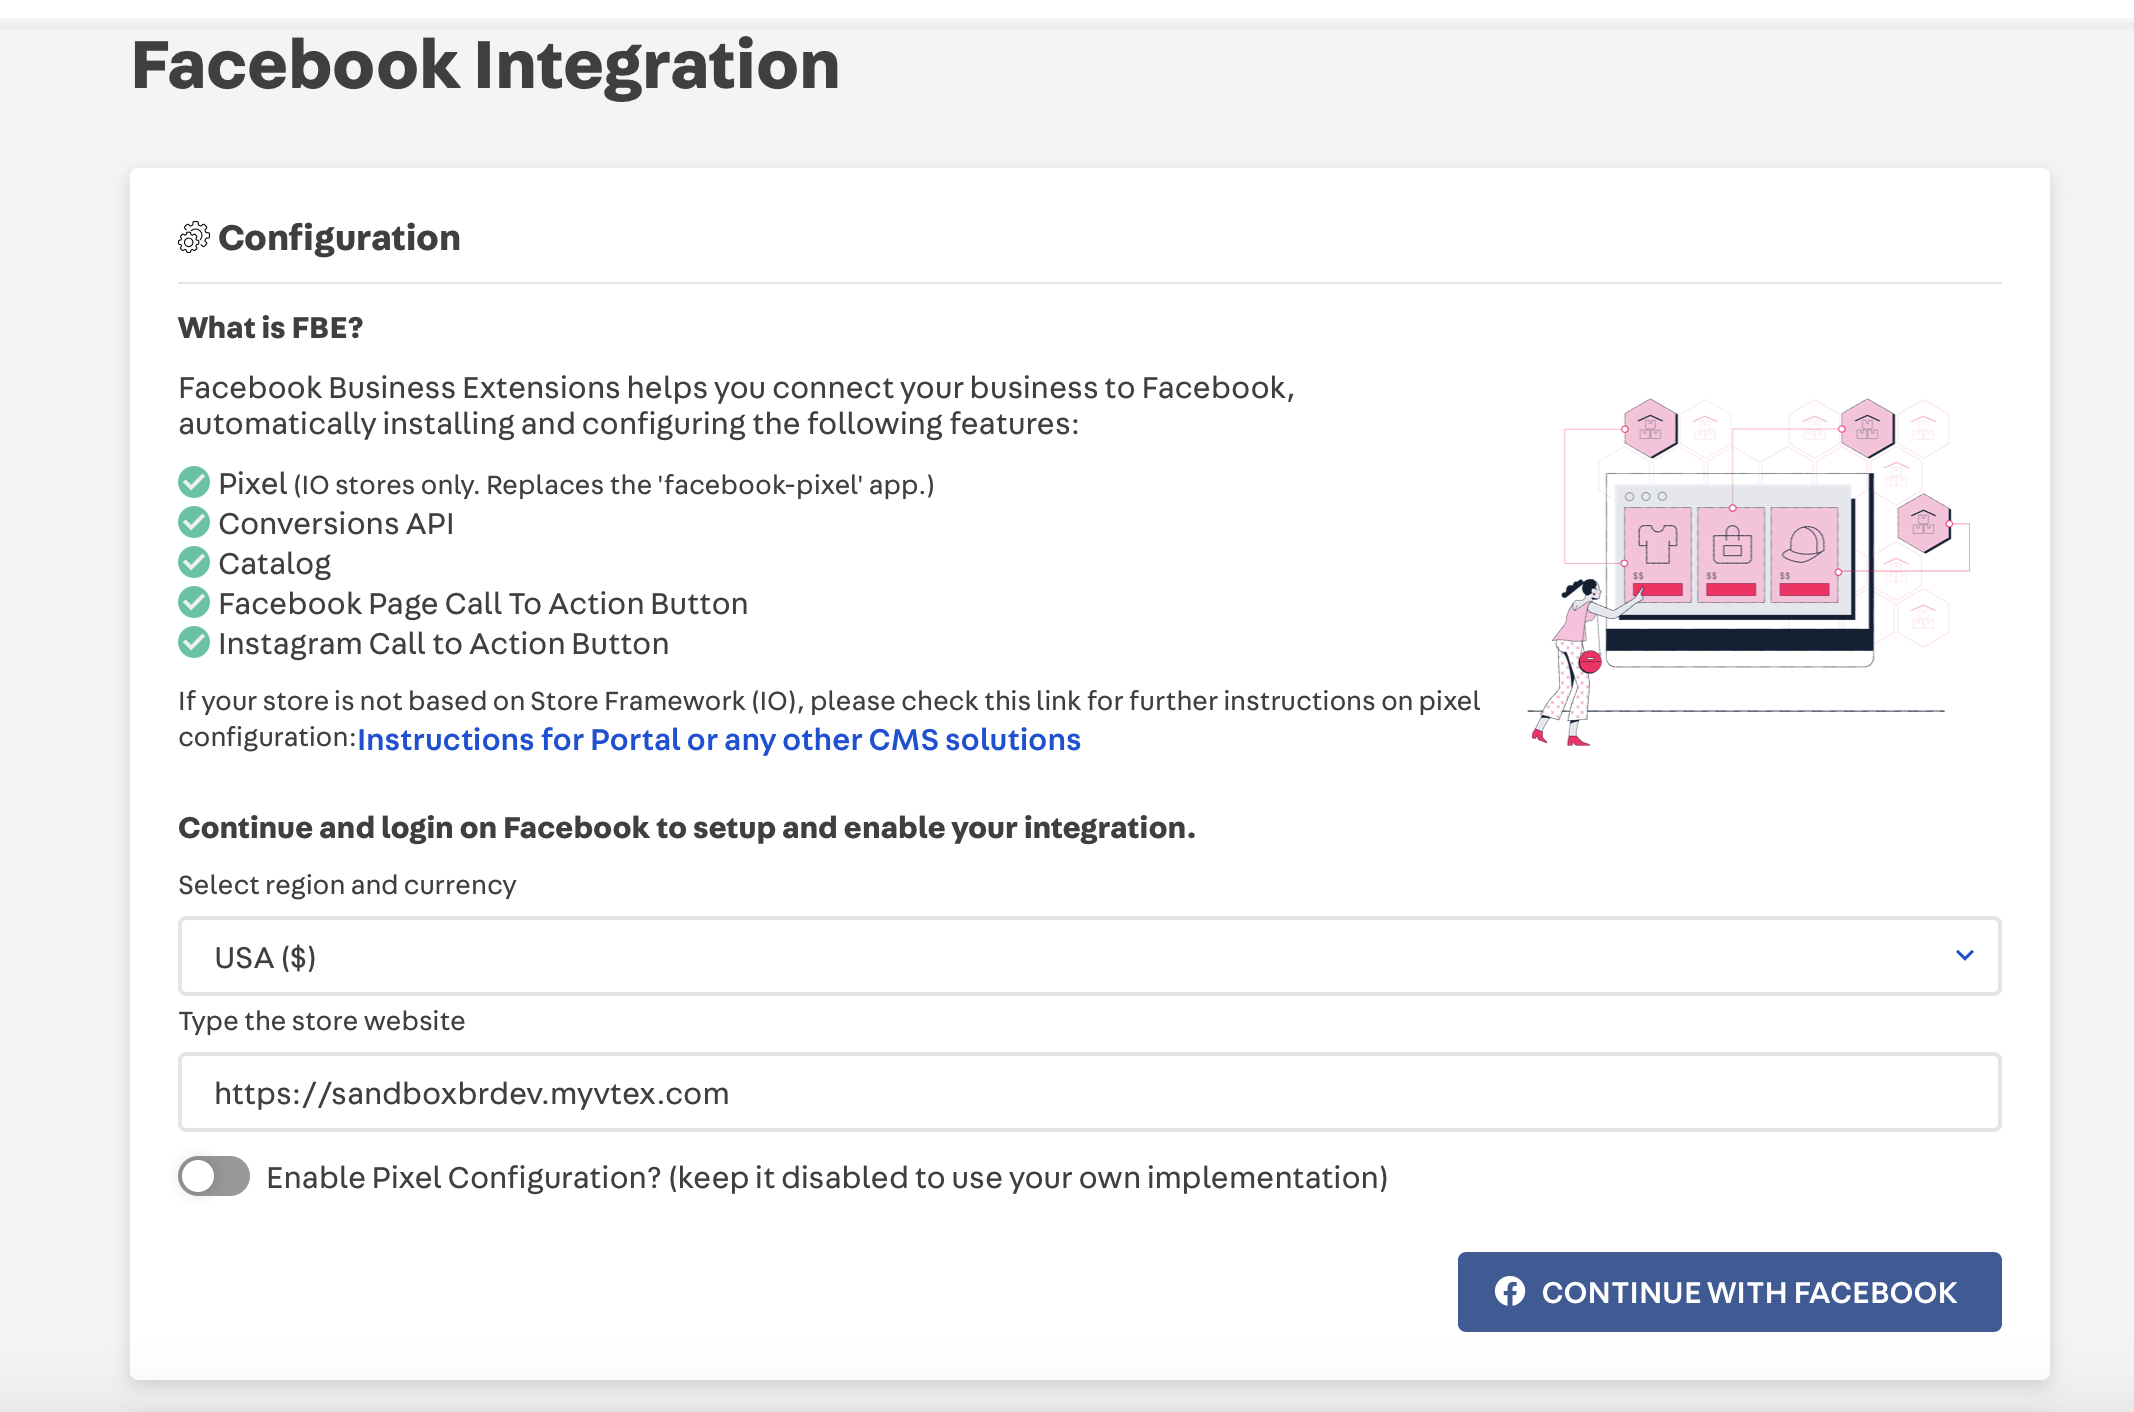 Facebook Integration
Configuration
What is FBE?
Facebook Business Extensions helps you connect your business to Facebook,
automatically installing and configuring the following features:
Pixel (IO stores only. Replaces the 'facebook-pixel' app.)
Conversions API
Catalog
Facebook Page Call To Action Button
Instagram Call to Action Button
If your store is not based on Store Framework (IO), please check this link for further instructions on pixel
configuration:Instructions for Portal or any other CMS solutions
$$ $$ $$
Continue and login on Facebook to setup and enable your integration.
Select region and currency
USA ($)
Type the store website
https://sandboxbrdev.myvtex.com
Enable Pixel Configuration? (keep it disabled to use your own implementation)
CONTINUE WITH FACEBOOK